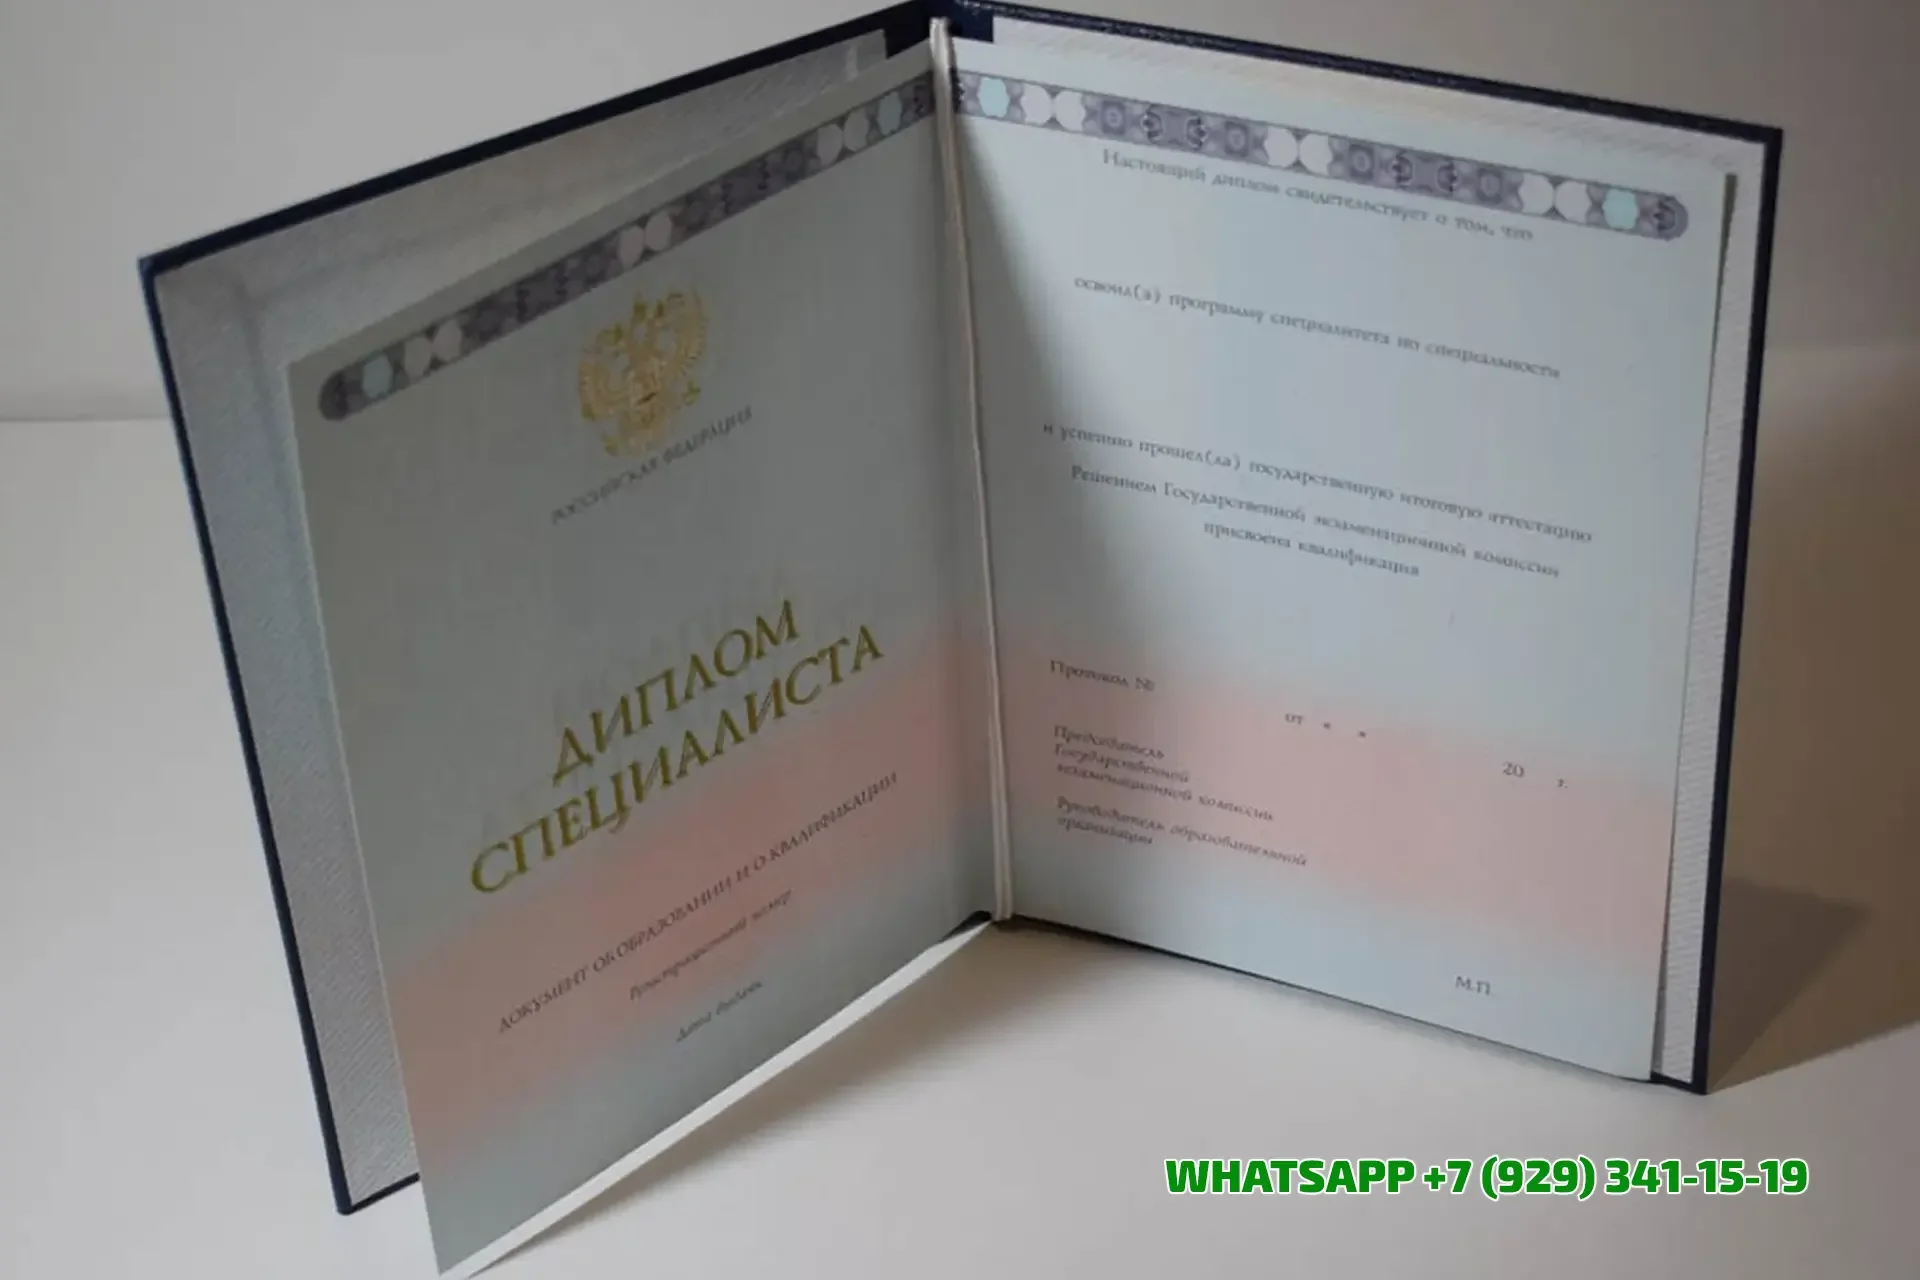 РОССИЙСКАЯ ФЕДЕРАЦИЯ
ДИПЛОМ
СПЕЦИАЛИСТА
ДОКУМЕНТ ОБ ОБРАЗОВАНИИ И О КВАЛИФИКАЦИИ
Регистрационный номер
Дата выдачи
Настоящий диплом свидетельствует о том, что
освоил(а) программу специалитета по специальности
и успешно прошел(ла) государственную итоговую аттестацию
Решением Государственной экзаменационной комиссии
присвоена квалификация
Протокол №
от « » 20 г.
Председатель
Государственной
экзаменационной комиссии
Руководитель образовательной
организации
М.П.
WHATSAPP +7 (929) 341-15-19